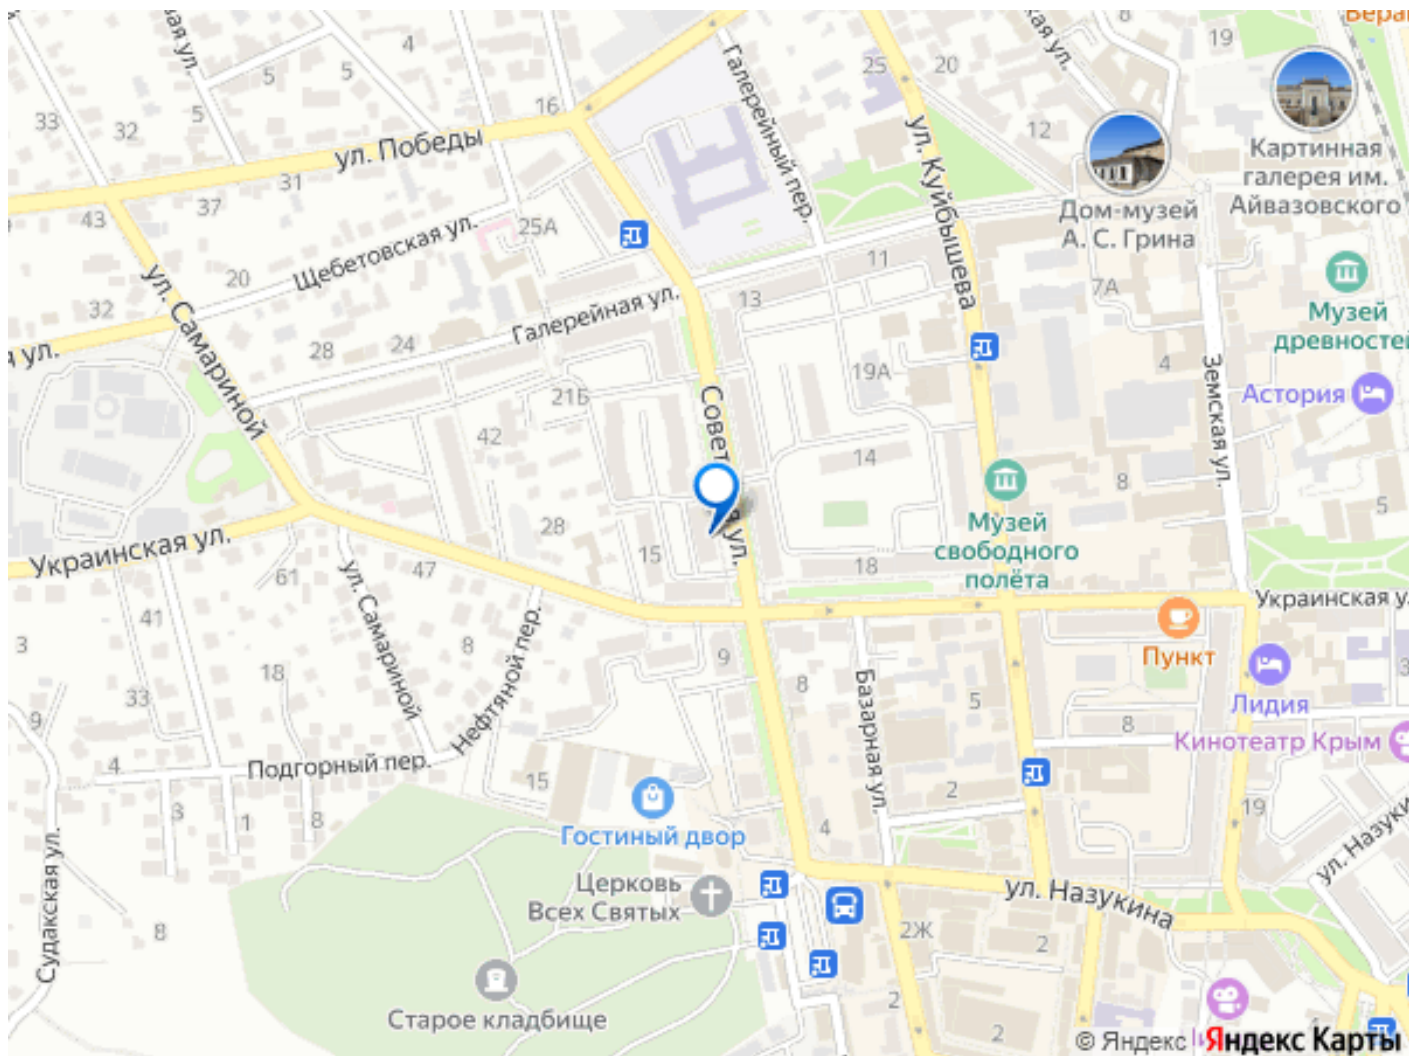 4
5
5
5
33
32
16
ул. Победы
31
37
43
20
32
Щебетовская ул.
25А
Галерейный пер.
25
20
ул. Куйбышева
12
8
19
Картинная
галерея им.
Айвазовского
Дом-музей
А. С. Грина
11
7А
Музей
древностей
13
Галерейная ул.
24
28
ул. Самариной
21Б
42
19А
14
4
Земская ул.
Астория
8
5
Музей
свободного
полёта
28
15
18
Украинская ул.
61
47
ул. Самариной
Нефтяной пер.
41
3
8
18
33
9
9
8
Базарная ул.
5
Пункт
Лидия
8
Кинотеатр Крым
3
Подгорный пер.
4
3
1
8
15
2
19
Гостиный двор
4
ул. Назукина
Церковь
Всех Святых
Судакская ул.
8
2Ж
2
Старое кладбище
2
2
© Яндекс
Яндекс Карты